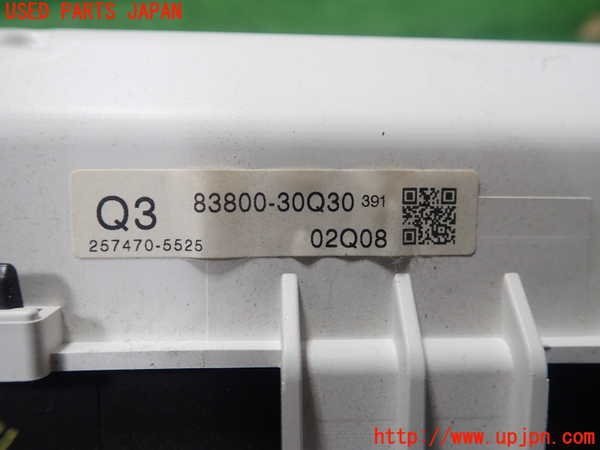 USED PARTS JAPAN
Q3 83800-30Q30 391
257470-5525 02Q08
http://www.upjpn.com/